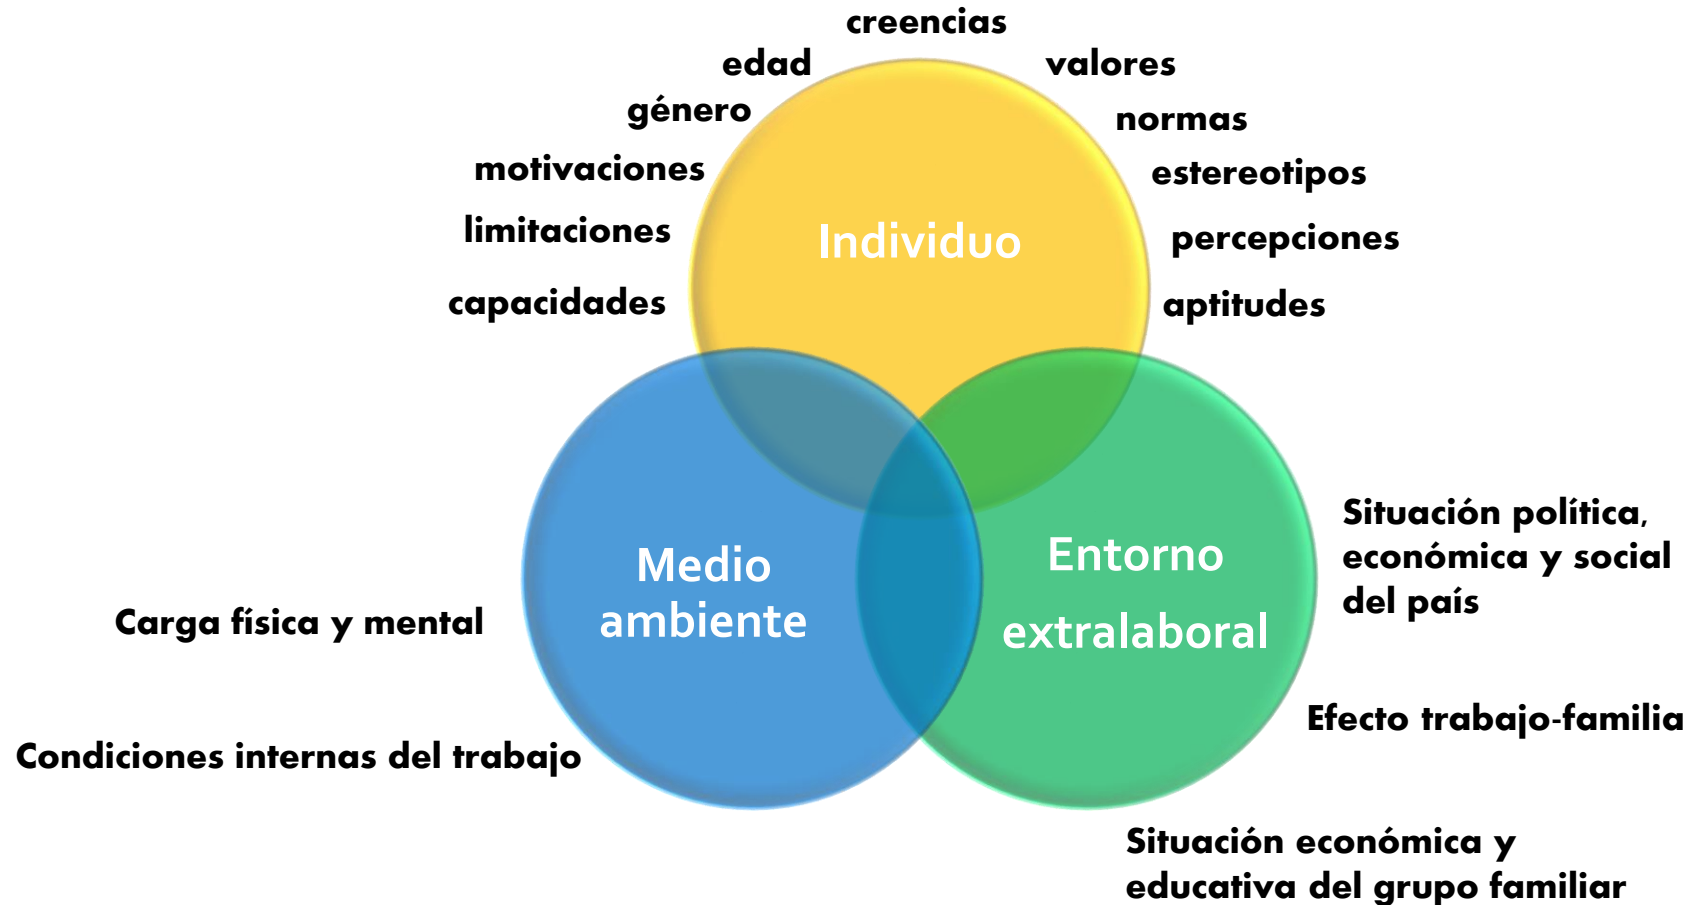 creencias
edad
valores
género
normas
motivaciones
estereotipos
limitaciones
percepciones
capacidades
aptitudes
Individuo
Medio
ambiente
Entorno
extralaboral
Carga física y mental
Condiciones internas del trabajo
Situación política,
económica y social
del país
Efecto trabajo-familia
Situación económica y
educativa del grupo familiar